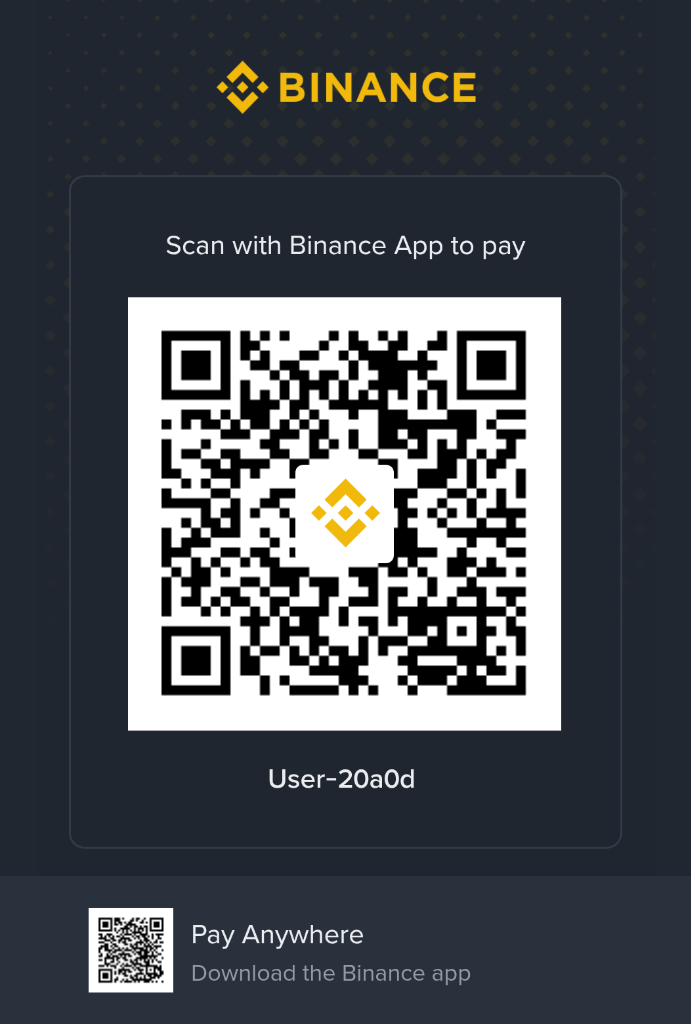 BINANCE
Scan with Binance App to pay
User-20a0d
Pay Anywhere
Download the Binance app